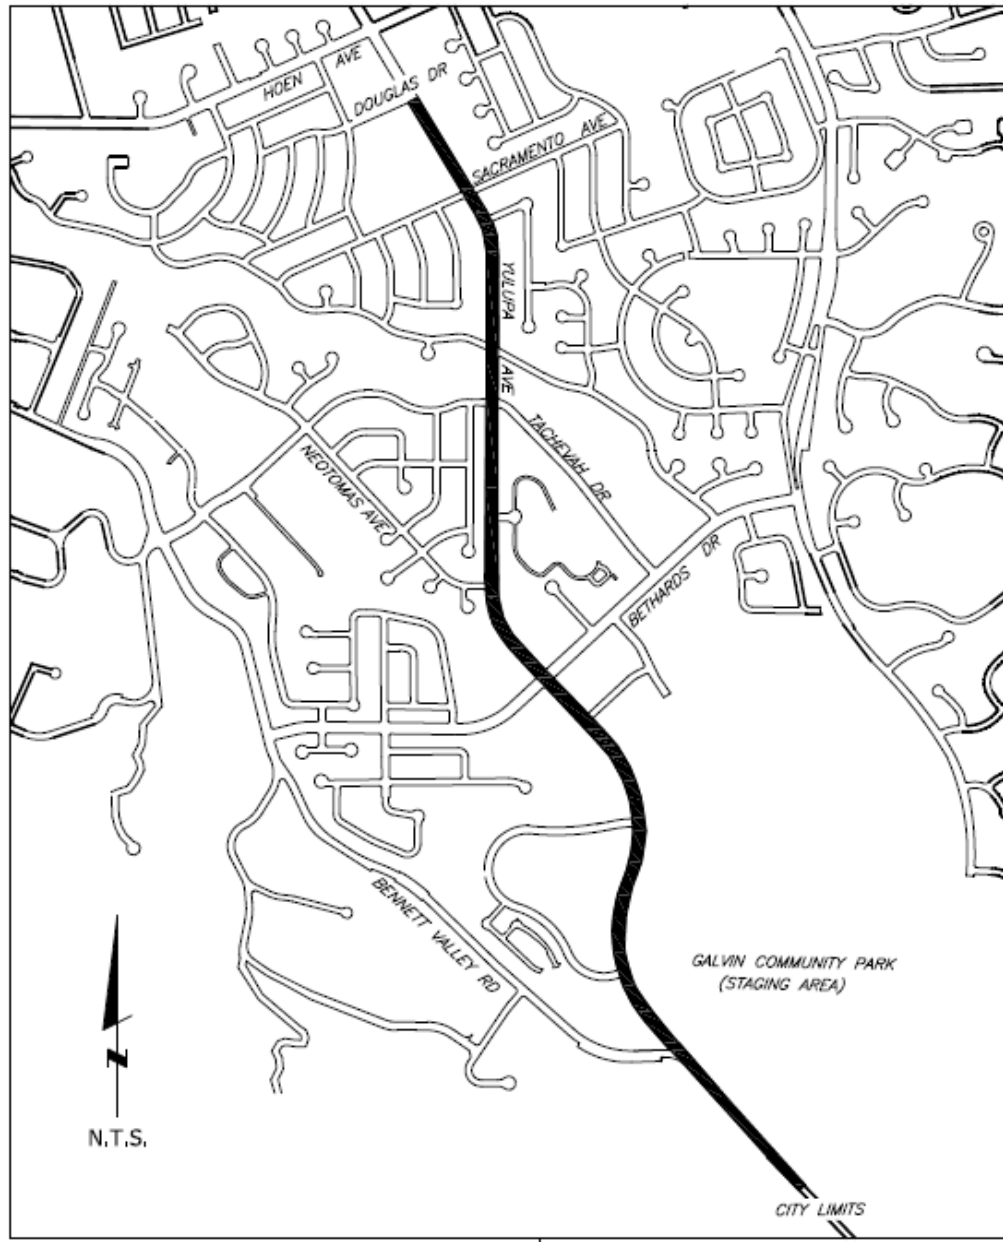 HOEN AVE
DOUGLAS DR
SACRAMENTO AVE
YULUPA AVE
TACHEVAH DR
NEOTOMAS AVE
BETHARDS DR
BENNETT VALLEY RD
GALVIN COMMUNITY PARK
(STAGING AREA)
N
N.T.S.
CITY LIMITS